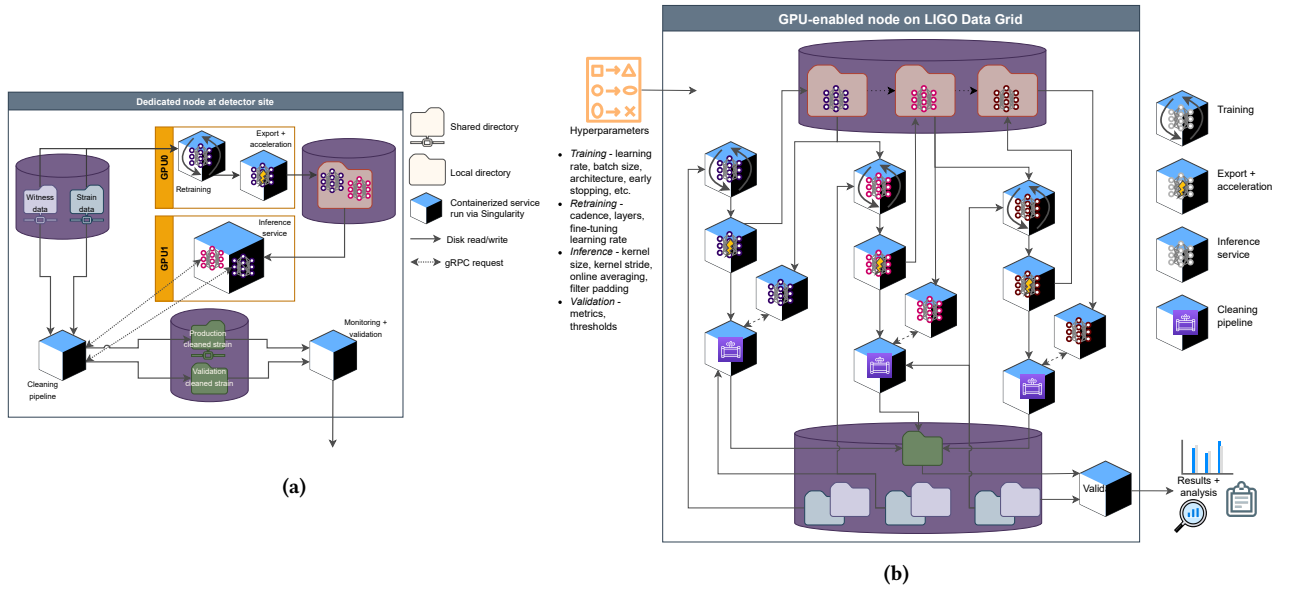 Dedicated node at detector site
GPU0
Retraining
Export +
acceleration
Witness
data
Strain
data
GPU1
Inference
service
Production
cleaned strain
Validation
cleaned strain
Monitoring +
validation
Cleaning
pipeline
Shared directory
Local directory
Containerized service
run via Singularity
Disk read/write
gRPC request
(a)
Hyperparameters
• Training - learning
rate, batch size,
architecture, early
stopping, etc.
• Retraining -
cadence, layers,
fine-tuning
learning rate
• Inference - kernel
size, kernel stride,
online averaging,
filter padding
• Validation -
metrics,
thresholds
GPU-enabled node on LIGO Data Grid
Valid.
Training
Export +
acceleration
Inference
service
Cleaning
pipeline
Results +
analysis
(b)